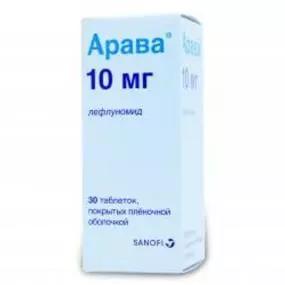 Арава®
10 мг
лефлуномид
30 таблеток,
покрытых плёночной
оболочкой
SANOFI